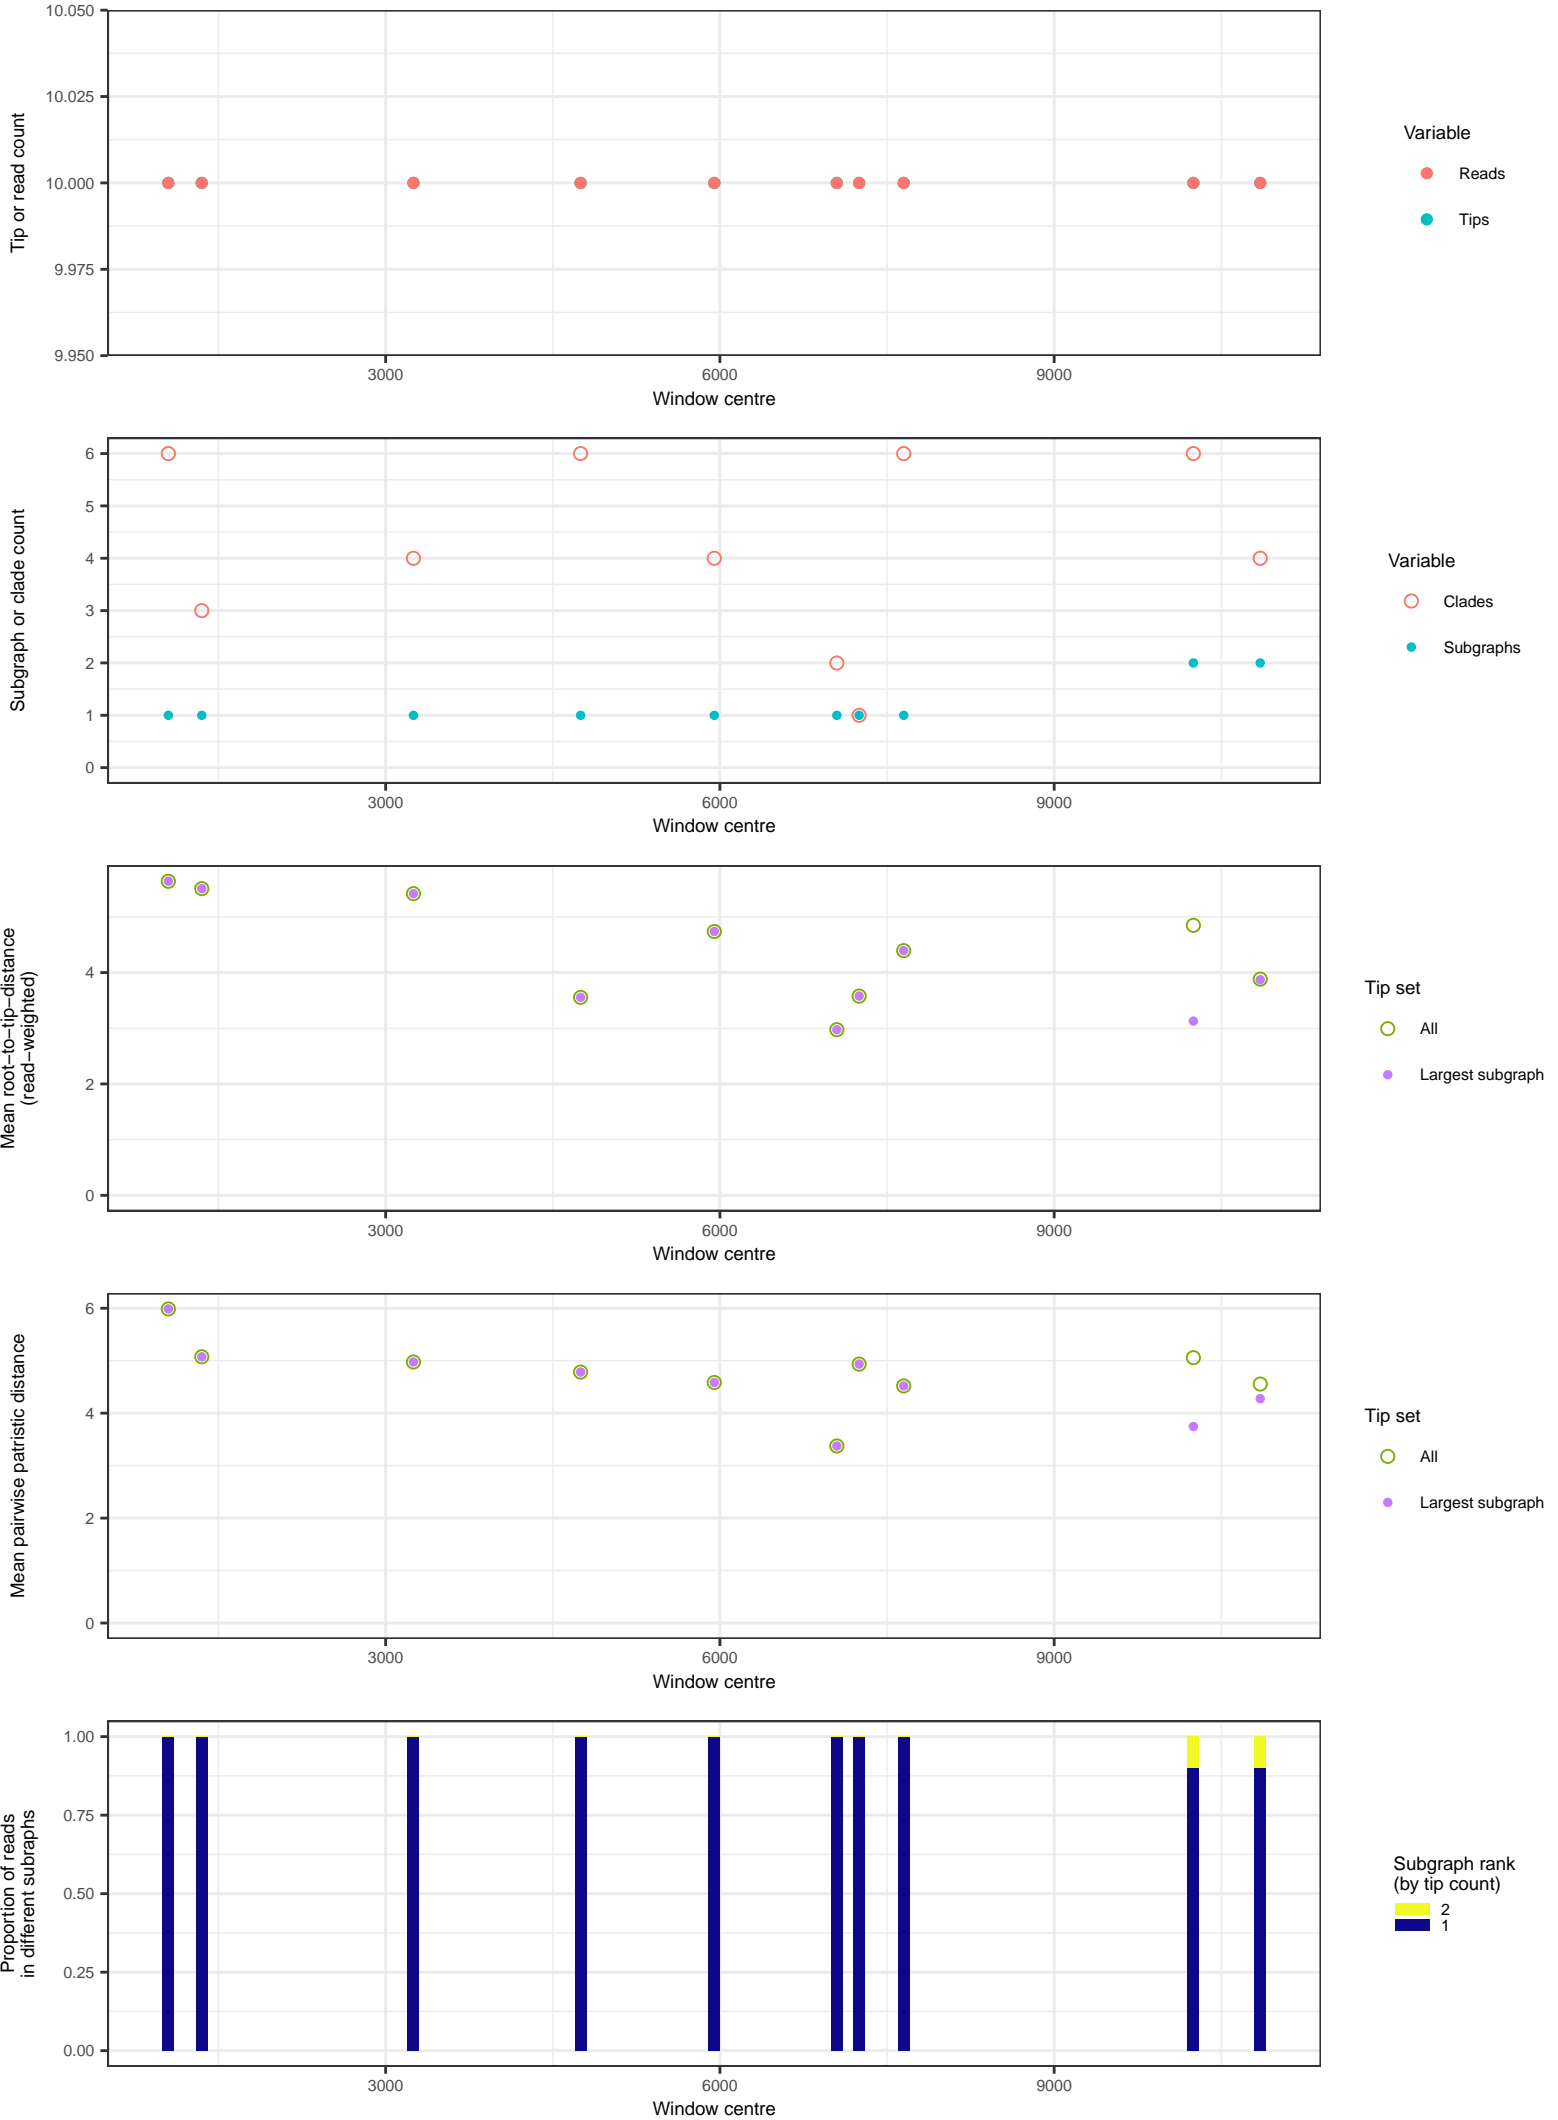 10.050
10.025
10.000
9.975
9.950
Tip or read count
3000 6000 9000
Window centre
Variable
Reads
Tips
6
5
4
3
2
1
0
Subgraph or clade count
3000 6000 9000
Window centre
Variable
Clades
Subgraphs
4
2
0
Mean root−to−tip−distance
(read−weighted)
3000 6000 9000
Window centre
Tip set
All
Largest subgraph
6
4
2
0
Mean pairwise patristic distance
3000 6000 9000
Window centre
Tip set
All
Largest subgraph
1.00
0.75
0.50
0.25
0.00
Proportion of reads
in different subraphs
3000 6000 9000
Window centre
Subgraph rank
(by tip count)
2
1